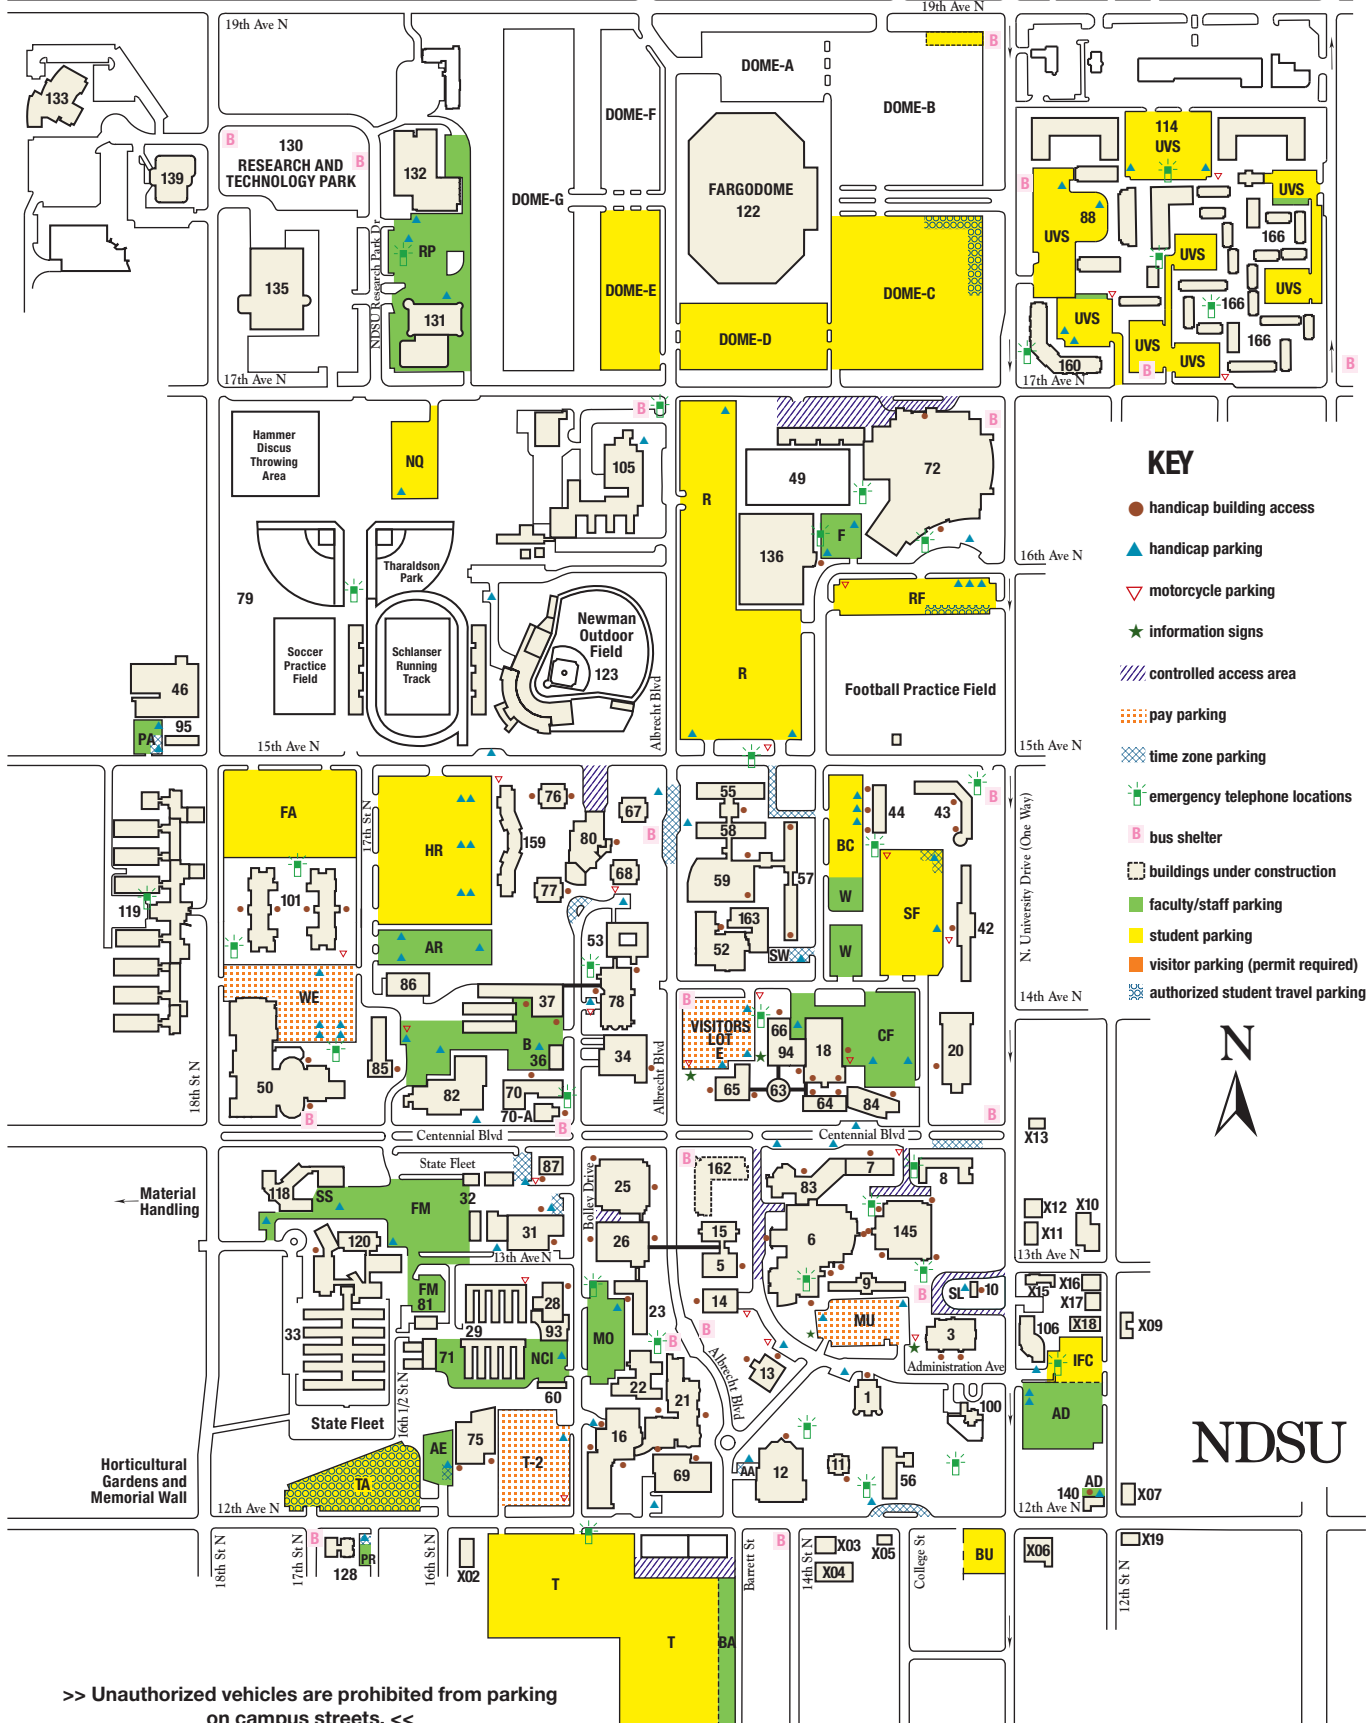 19th Ave N
19th Ave N
DOME-A
DOME-B
DOME-F
133
114
UVS
130
RESEARCH AND
TECHNOLOGY PARK
B
B
B
B
132
139
FARGODOME
122
DOME-G
UVS
88
UVS
166
UVS
UVS
166
166
UVS
UVS
UVS
160
B
B
NDSU Research Park Dr
RP
135
131
DOME-E
DOME-C
DOME-D
17th Ave N
17th Ave N
Hammer
Discus
Throwing
Area
NQ
B
B
105
R
49
72
F
136
16th Ave N
KEY
handicap building access
handicap parking
motorcycle parking
information signs
controlled access area
pay parking
time zone parking
emergency telephone locations
B bus shelter
buildings under construction
faculty/staff parking
student parking
visitor parking (permit required)
authorized student travel parking
N
Tharaldson
Park
79
RF
Newman
Outdoor
Field
123
Soccer
Practice
Field
Schlanser
Running
Track
R
Football Practice Field
46
95
PA
Albrecht Blvd
15th Ave N
15th Ave N
FA
17th St N
HR
159
76
80
67
B
68
77
55
58
59
57
163
52
SW
BC
44
43
B
W
W
SF
42
N. University Drive (One Way)
101
119
AR
53
86
37
78
WE
B
36
34
85
82
70
70-A
50
B
B
18th St N
Albrecht Blvd
14th Ave N
B
VISITORS
LOT
E
66
94
18
CF
20
65
63
64
84
B
X13
Centennial Blvd
Centennial Blvd
State Fleet
Material
Handling
118
SS
FM
32
87
31
13th Ave N
Bolley Drive
25
26
B
162
15
5
14
7
83
8
6
145
9
B
SL
10
X12
X11
X10
13th Ave N
X15
X16
X17
X18
X09
120
FM
81
33
29
28
93
71
NCI
60
MO
23
B
B
MU
3
106
IFC
Administration Ave
Albrecht Blvd
13
22
21
16
69
1
100
AD
16 1/2 St N
State Fleet
75
AE
TA
T-2
AA
12
11
56
Horticultural
Gardens and
Memorial Wall
12th Ave N
AD
140
12th Ave N
X07
NDSU
18th St N
17th St N
B
128
PR
16th St N
X02
T
T
BA
Barrett St
B
14th St N
X03
X04
X05
College St
BU
X06
X19
12th St N
>> Unauthorized vehicles are prohibited from parking
on campus streets. <<